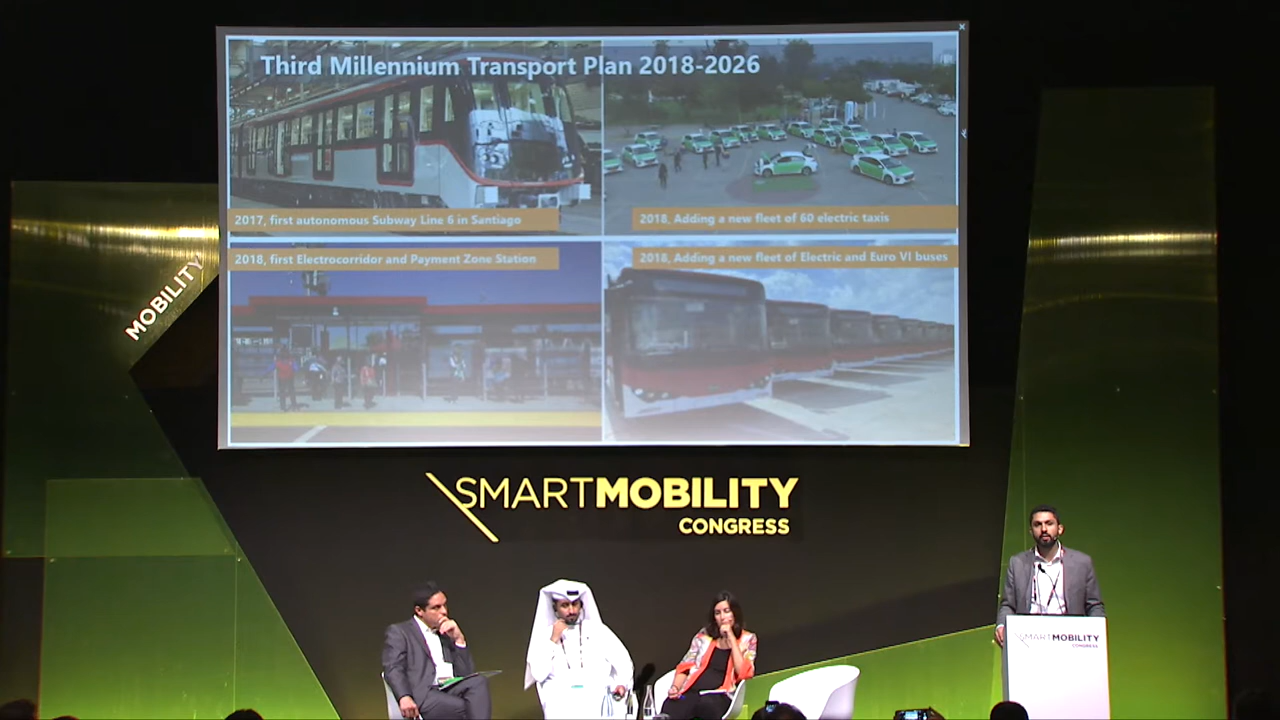 Third Millennium Transport Plan 2018-2026
2017, first autonomous Subway Line 6 in Santiago
2018, Adding a new fleet of 60 electric taxis
2018, first Electrocorridor and Payment Zone Station
2018, Adding a new fleet of Electric and Euro VI buses
MOBILITY
SMARTMOBILITY
CONGRESS
SMARTMOBILITY
CONGRESS